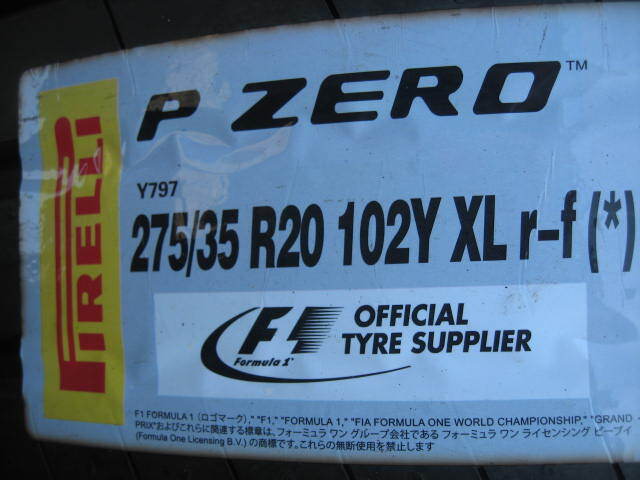 PIRELLI
P ZERO™
Y797
275/35 R20 102Y XL r-f (*)
F1
Formula 1®
OFFICIAL
TYRE SUPPLIER
F1 FORMULA 1 (ロゴマーク)," "F1," "FORMULA 1," "FIA FORMULA ONE WORLD CHAMPIONSHIP," "GRAND
PRIX"およびこれらに関連する標章は、フォーミュラ ワン グループ会社である フォーミュラ ワン ライセンシング ビーブイ
(Formula One Licensing B.V.) の商標です。これらの無断使用を禁止します